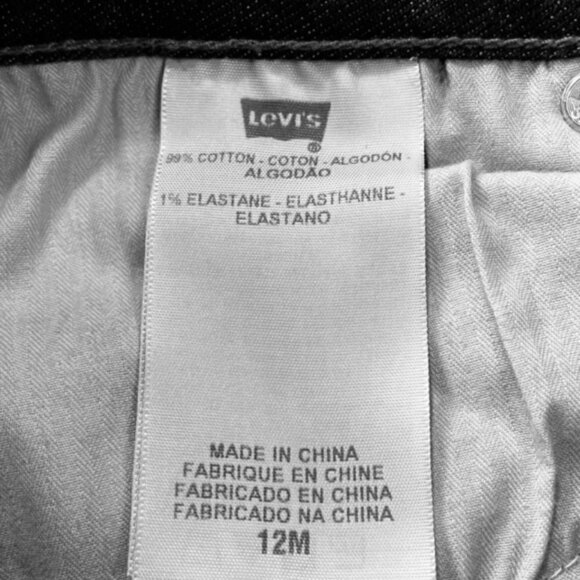 Levi's
®
99% COTTON - COTON - ALGODÓN -
ALGODÃO
1% ELASTANE - ELASTHANNE -
ELASTANO
MADE IN CHINA
FABRIQUE EN CHINE
FABRICADO EN CHINA
FABRICADO NA CHINA
12M